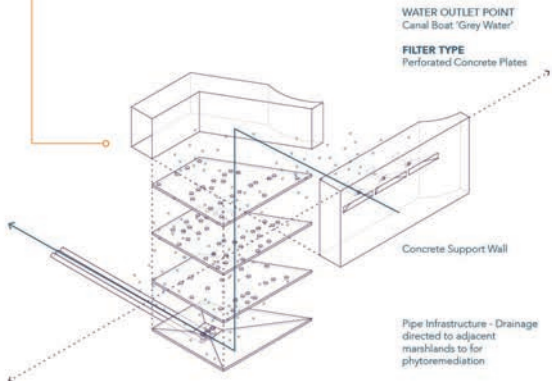 WATER OUTLET POINT
Canal Boat 'Grey Water'
FILTER TYPE
Perforated Concrete Plates
Concrete Support Wall
Pipe Infrastructure - Drainage
directed to adjacent
marshlands to for
phytoremediation